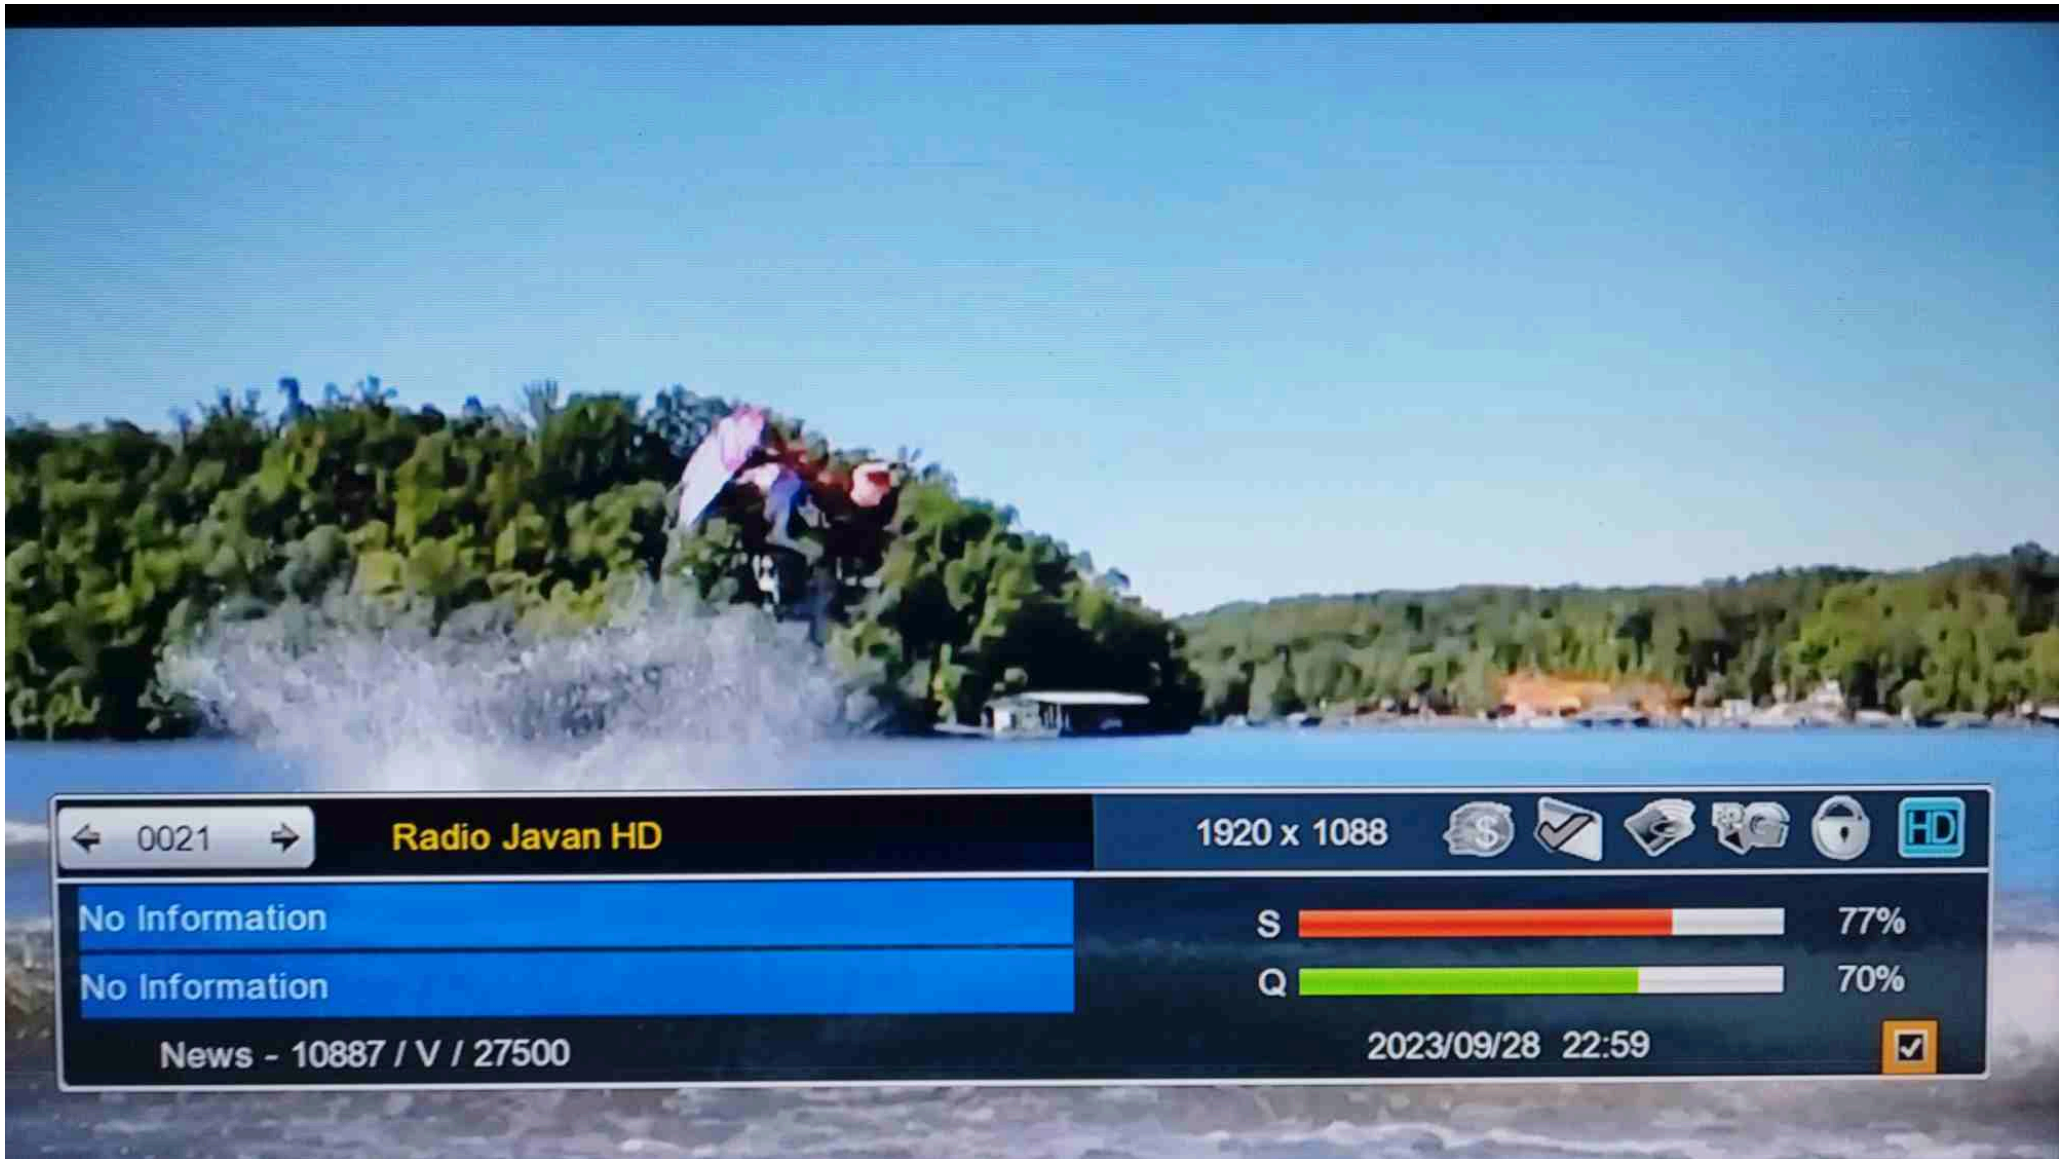 0021 Radio Javan HD 1920 x 1088 $ HD
No Information
S 77%
No Information
Q 70%
News - 10887 / V / 27500 2023/09/28 22:59